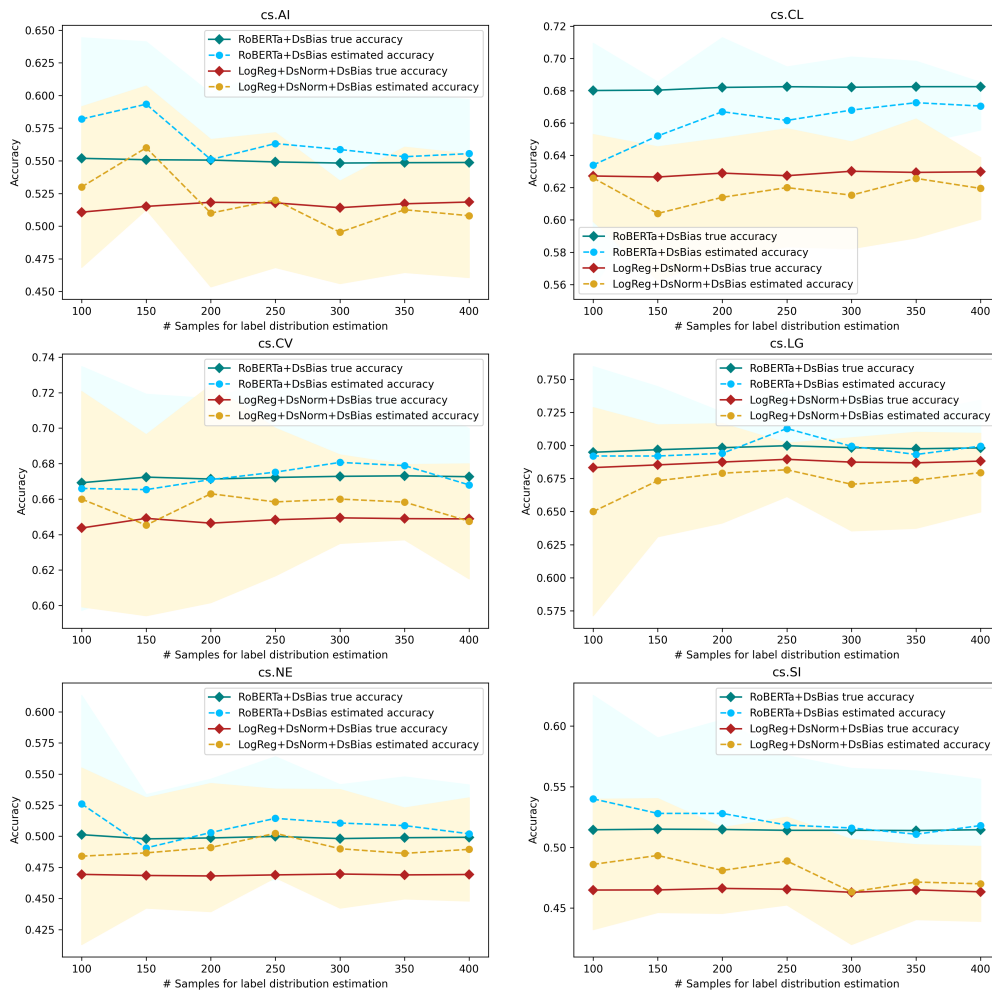 cs.AI
0.650
0.625
0.600
0.575
0.550
0.525
0.500
0.475
0.450
Accuracy
RoBERTa+DsBias true accuracy
RoBERTa+DsBias estimated accuracy
LogReg+DsNorm+DsBias true accuracy
LogReg+DsNorm+DsBias estimated accuracy
100 150 200 250 300 350 400
# Samples for label distribution estimation
cs.CL
0.72
0.70
0.68
0.66
0.64
0.62
0.60
0.58
0.56
Accuracy
RoBERTa+DsBias true accuracy
RoBERTa+DsBias estimated accuracy
LogReg+DsNorm+DsBias true accuracy
LogReg+DsNorm+DsBias estimated accuracy
100 150 200 250 300 350 400
# Samples for label distribution estimation
cs.CV
0.74
0.72
0.70
0.68
0.66
0.64
0.62
0.60
Accuracy
RoBERTa+DsBias true accuracy
RoBERTa+DsBias estimated accuracy
LogReg+DsNorm+DsBias true accuracy
LogReg+DsNorm+DsBias estimated accuracy
100 150 200 250 300 350 400
# Samples for label distribution estimation
cs.LG
0.750
0.725
0.700
0.675
0.650
0.625
0.600
0.575
Accuracy
RoBERTa+DsBias true accuracy
RoBERTa+DsBias estimated accuracy
LogReg+DsNorm+DsBias true accuracy
LogReg+DsNorm+DsBias estimated accuracy
100 150 200 250 300 350 400
# Samples for label distribution estimation
cs.NE
0.600
0.575
0.550
0.525
0.500
0.475
0.450
0.425
Accuracy
RoBERTa+DsBias true accuracy
RoBERTa+DsBias estimated accuracy
LogReg+DsNorm+DsBias true accuracy
LogReg+DsNorm+DsBias estimated accuracy
100 150 200 250 300 350 400
# Samples for label distribution estimation
cs.SI
0.60
0.55
0.50
0.45
Accuracy
RoBERTa+DsBias true accuracy
RoBERTa+DsBias estimated accuracy
LogReg+DsNorm+DsBias true accuracy
LogReg+DsNorm+DsBias estimated accuracy
100 150 200 250 300 350 400
# Samples for label distribution estimation